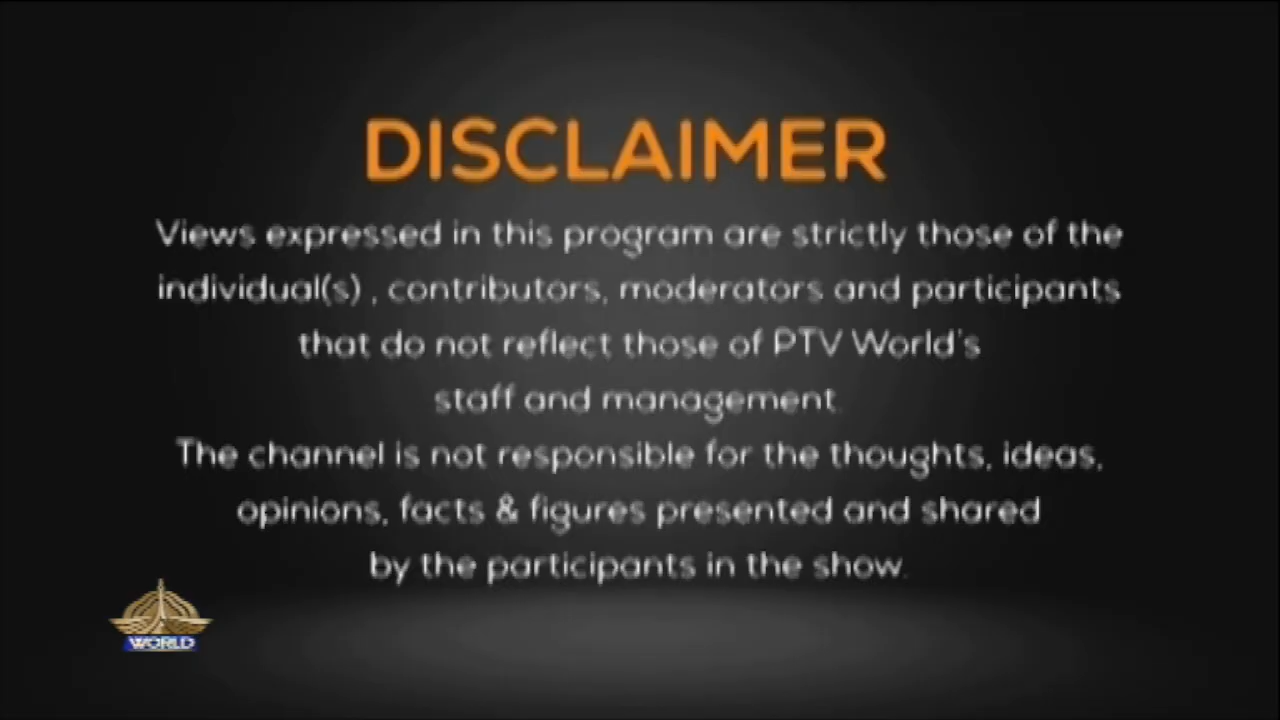 DISCLAIMER
Views expressed in this program are strictly those of the
individual(s) , contributors, moderators and participants
that do not reflect those of PTV World's
staff and management.
The channel is not responsible for the thoughts, ideas,
opinions, facts & figures presented and shared
by the participants in the show.
WORLD